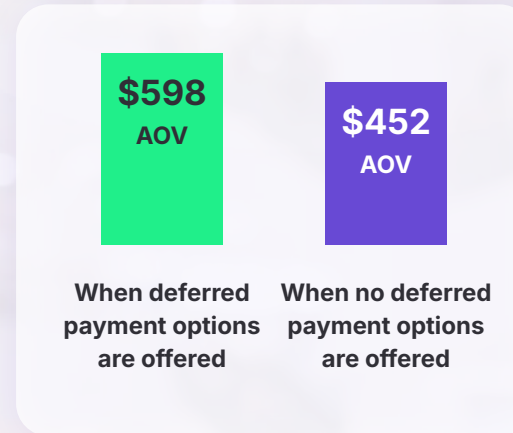 $598
AOV
When deferred
payment options
are offered
$452
AOV
When no deferred
payment options
are offered